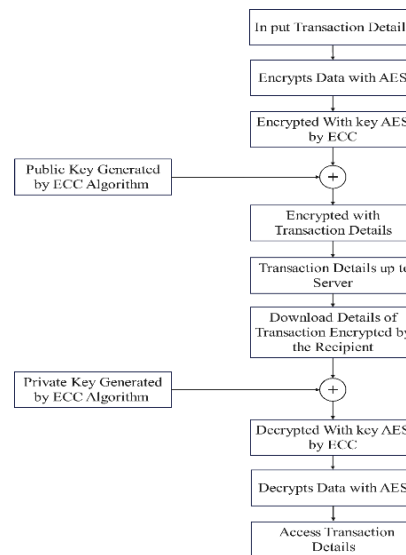 In put Transaction Detail
Encrypts Data with AES
Encrypted With key AES
by ECC
Public Key Generated
by ECC Algorithm
+
Encrypted with
Transaction Details
Transaction Details up to
Server
Download Details of
Transaction Encrypted by
the Recipient
Private Key Generated
by ECC Algorithm
+
Decrypted With key AES
by ECC
Decrypts Data with AES
Access Transaction
Details